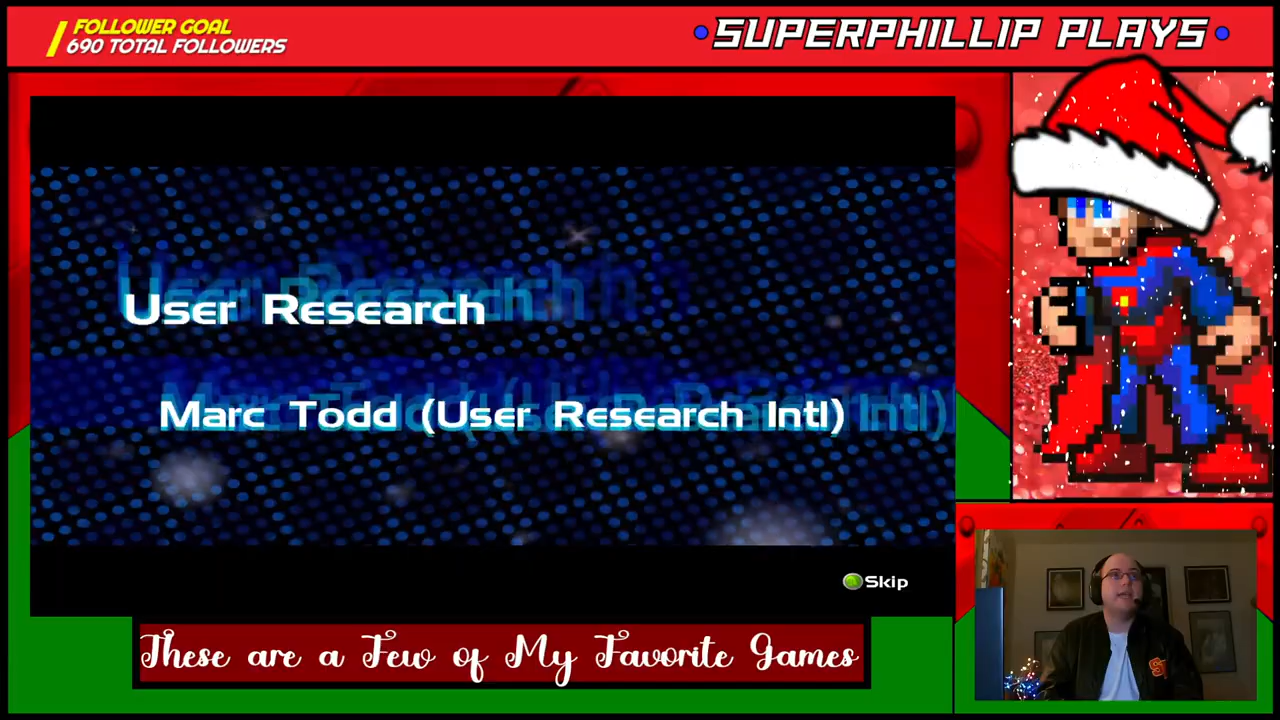 FOLLOWER GOAL
690 TOTAL FOLLOWERS
SUPERPHILLIP PLAYS
User Research
Marc Todd (User Research Intl)
Skip
These are a Few of My Favorite Games